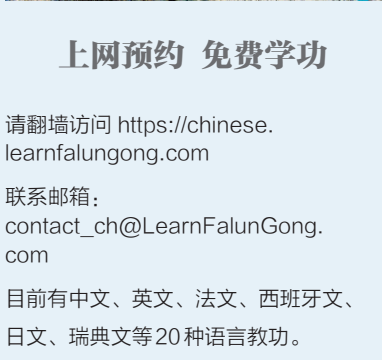 上网预约 免费学功
请翻墙访问 https://chinese.
learnfalungong.com
联系邮箱：
contact_ch@LearnFalunGong.
com
目前有中文、英文、法文、西班牙文、
日文、瑞典文等20种语言教功。